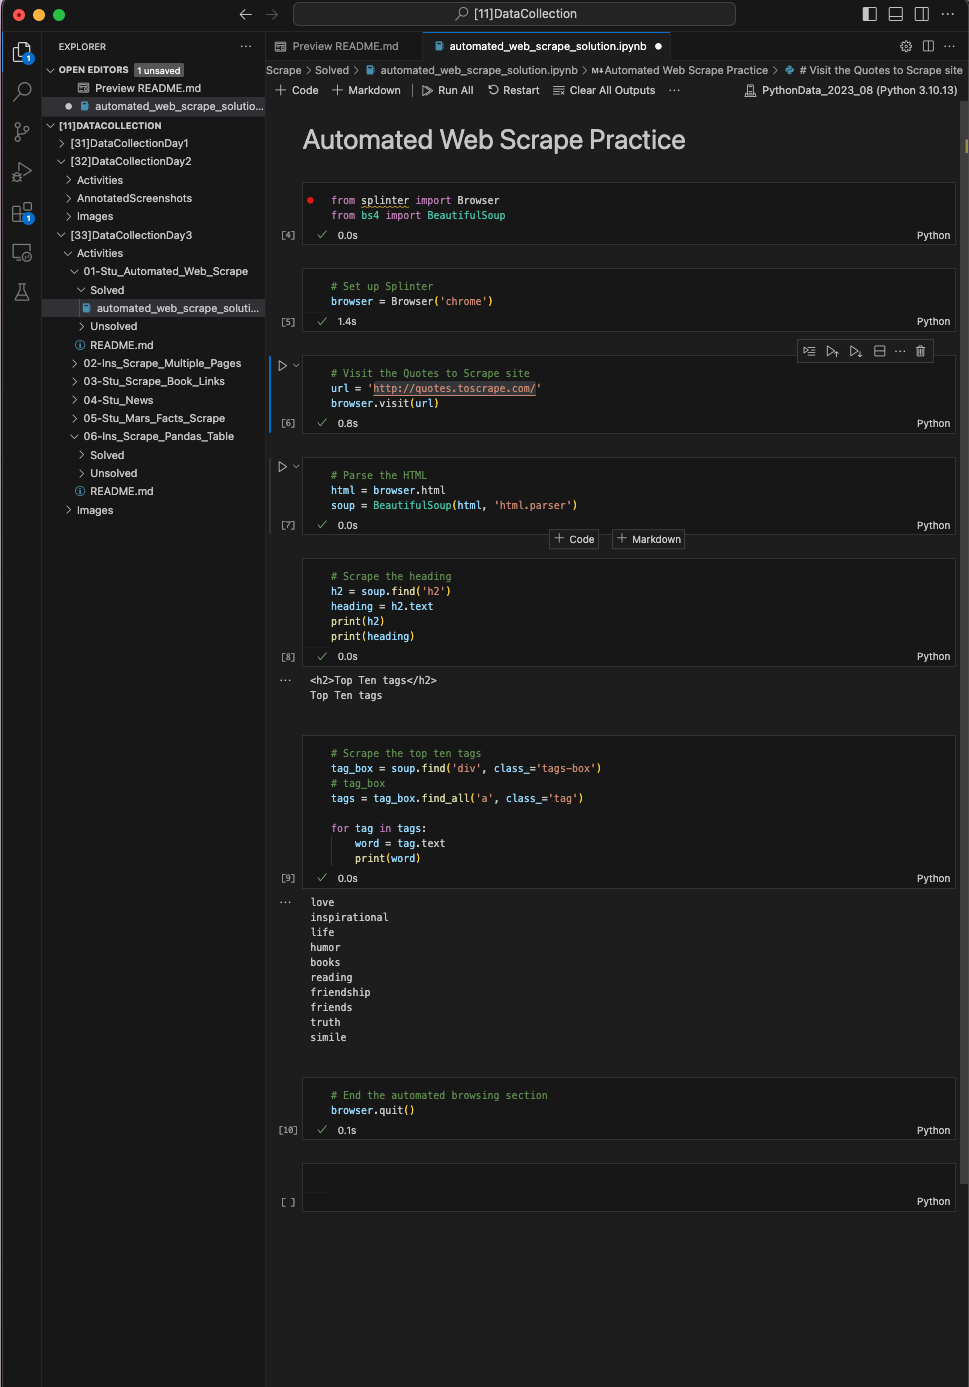 [11]DataCollection
EXPLORER
OPEN EDITORS 1 unsaved
Preview README.md
automated_web_scrape_solutio...
[11]DATACOLLECTION
[31]DataCollectionDay1
[32]DataCollectionDay2
Activities
AnnotatedScreenshots
Images
[33]DataCollectionDay3
Activities
01-Stu_Automated_Web_Scrape
Solved
automated_web_scrape_soluti...
Unsolved
README.md
02-Ins_Scrape_Multiple_Pages
03-Stu_Scrape_Book_Links
04-Stu_News
05-Stu_Mars_Facts_Scrape
06-Ins_Scrape_Pandas_Table
Solved
Unsolved
README.md
Images
1
1
Preview README.md
automated_web_scrape_solution.ipynb
Scrape > Solved > automated_web_scrape_solution.ipynb > M↓Automated Web Scrape Practice > # Visit the Quotes to Scrape site
+ Code + Markdown | Run All Restart Clear All Outputs ... PythonData_2023_08 (Python 3.10.13)
Automated Web Scrape Practice
from splinter import Browser
from bs4 import BeautifulSoup
[4] ✓ 0.0s Python
# Set up Splinter
browser = Browser('chrome')
[5] ✓ 1.4s Python
# Visit the Quotes to Scrape site
url = 'http://quotes.toscrape.com/'
browser.visit(url)
[6] ✓ 0.8s Python
# Parse the HTML
html = browser.html
soup = BeautifulSoup(html, 'html.parser')
[7] ✓ 0.0s Python
+ Code + Markdown
# Scrape the heading
h2 = soup.find('h2')
heading = h2.text
print(h2)
print(heading)
[8] ✓ 0.0s Python
... <h2>Top Ten tags</h2>
Top Ten tags
# Scrape the top ten tags
tag_box = soup.find('div', class_='tags-box')
# tag_box
tags = tag_box.find_all('a', class_='tag')
for tag in tags:
word = tag.text
print(word)
[9] ✓ 0.0s Python
... love
inspirational
life
humor
books
reading
friendship
friends
truth
simile
# End the automated browsing section
browser.quit()
[10] ✓ 0.1s Python
[ ] Python